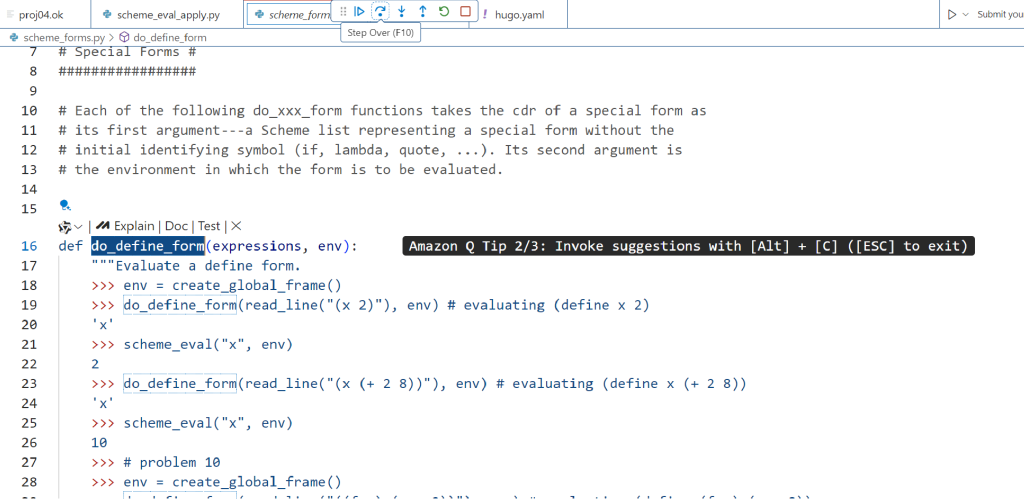 proj04.ok
scheme_eval_apply.py
scheme_form
hugo.yaml
Submit you
Step Over (F10)
scheme_forms.py > do_define_form
7 # Special Forms #
8 #################
9
10 # Each of the following do_xxx_form functions takes the cdr of a special form as
11 # its first argument---a Scheme list representing a special form without the
12 # initial identifying symbol (if, lambda, quote, ...). Its second argument is
13 # the environment in which the form is to be evaluated.
14
15
Explain | Doc | Test | X
16 def do_define_form(expressions, env): Amazon Q Tip 2/3: Invoke suggestions with [Alt] + [C] ([ESC] to exit)
17 """Evaluate a define form.
18 >>> env = create_global_frame()
19 >>> do_define_form(read_line("(x 2)"), env) # evaluating (define x 2)
20 'x'
21 >>> scheme_eval("x", env)
22 2
23 >>> do_define_form(read_line("(x (+ 2 8))"), env) # evaluating (define x (+ 2 8))
24 'x'
25 >>> scheme_eval("x", env)
26 10
27 >>> # problem 10
28 >>> env = create_global_frame()